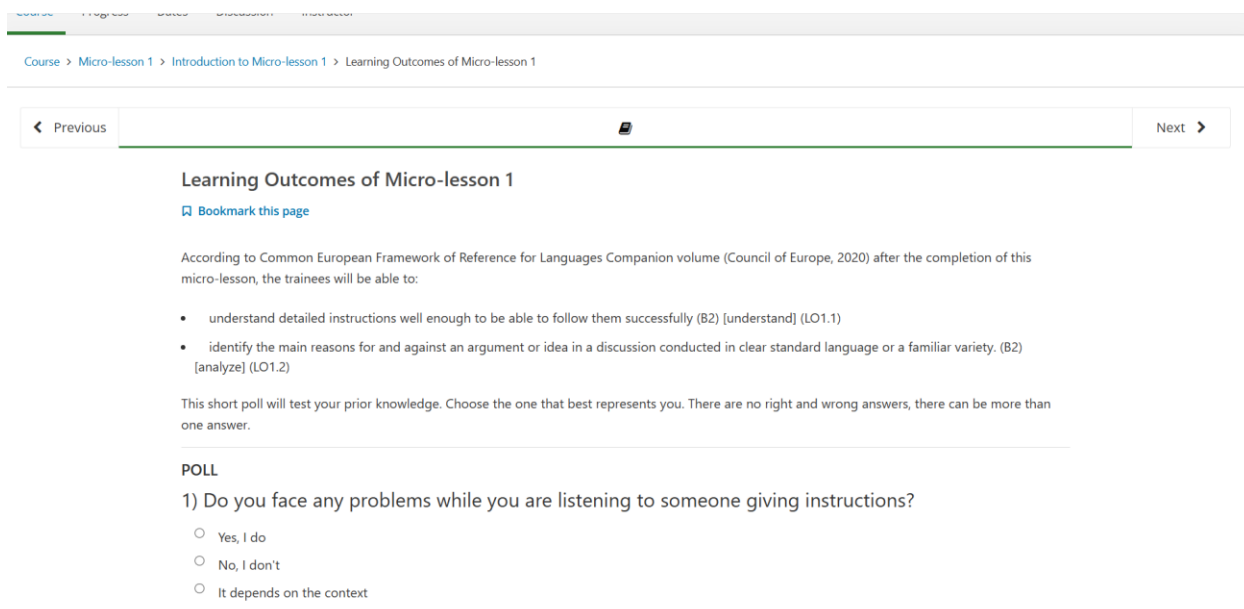 Course Progress Dates Discussion Instructor
Course > Micro-lesson 1 > Introduction to Micro-lesson 1 > Learning Outcomes of Micro-lesson 1
Previous Next
Learning Outcomes of Micro-lesson 1
Bookmark this page
According to Common European Framework of Reference for Languages Companion volume (Council of Europe, 2020) after the completion of this
micro-lesson, the trainees will be able to:
• understand detailed instructions well enough to be able to follow them successfully (B2) [understand] (LO1.1)
• identify the main reasons for and against an argument or idea in a discussion conducted in clear standard language or a familiar variety. (B2)
[analyze] (LO1.2)
This short poll will test your prior knowledge. Choose the one that best represents you. There are no right and wrong answers, there can be more than
one answer.
POLL
1) Do you face any problems while you are listening to someone giving instructions?
Yes, I do
No, I don't
It depends on the context